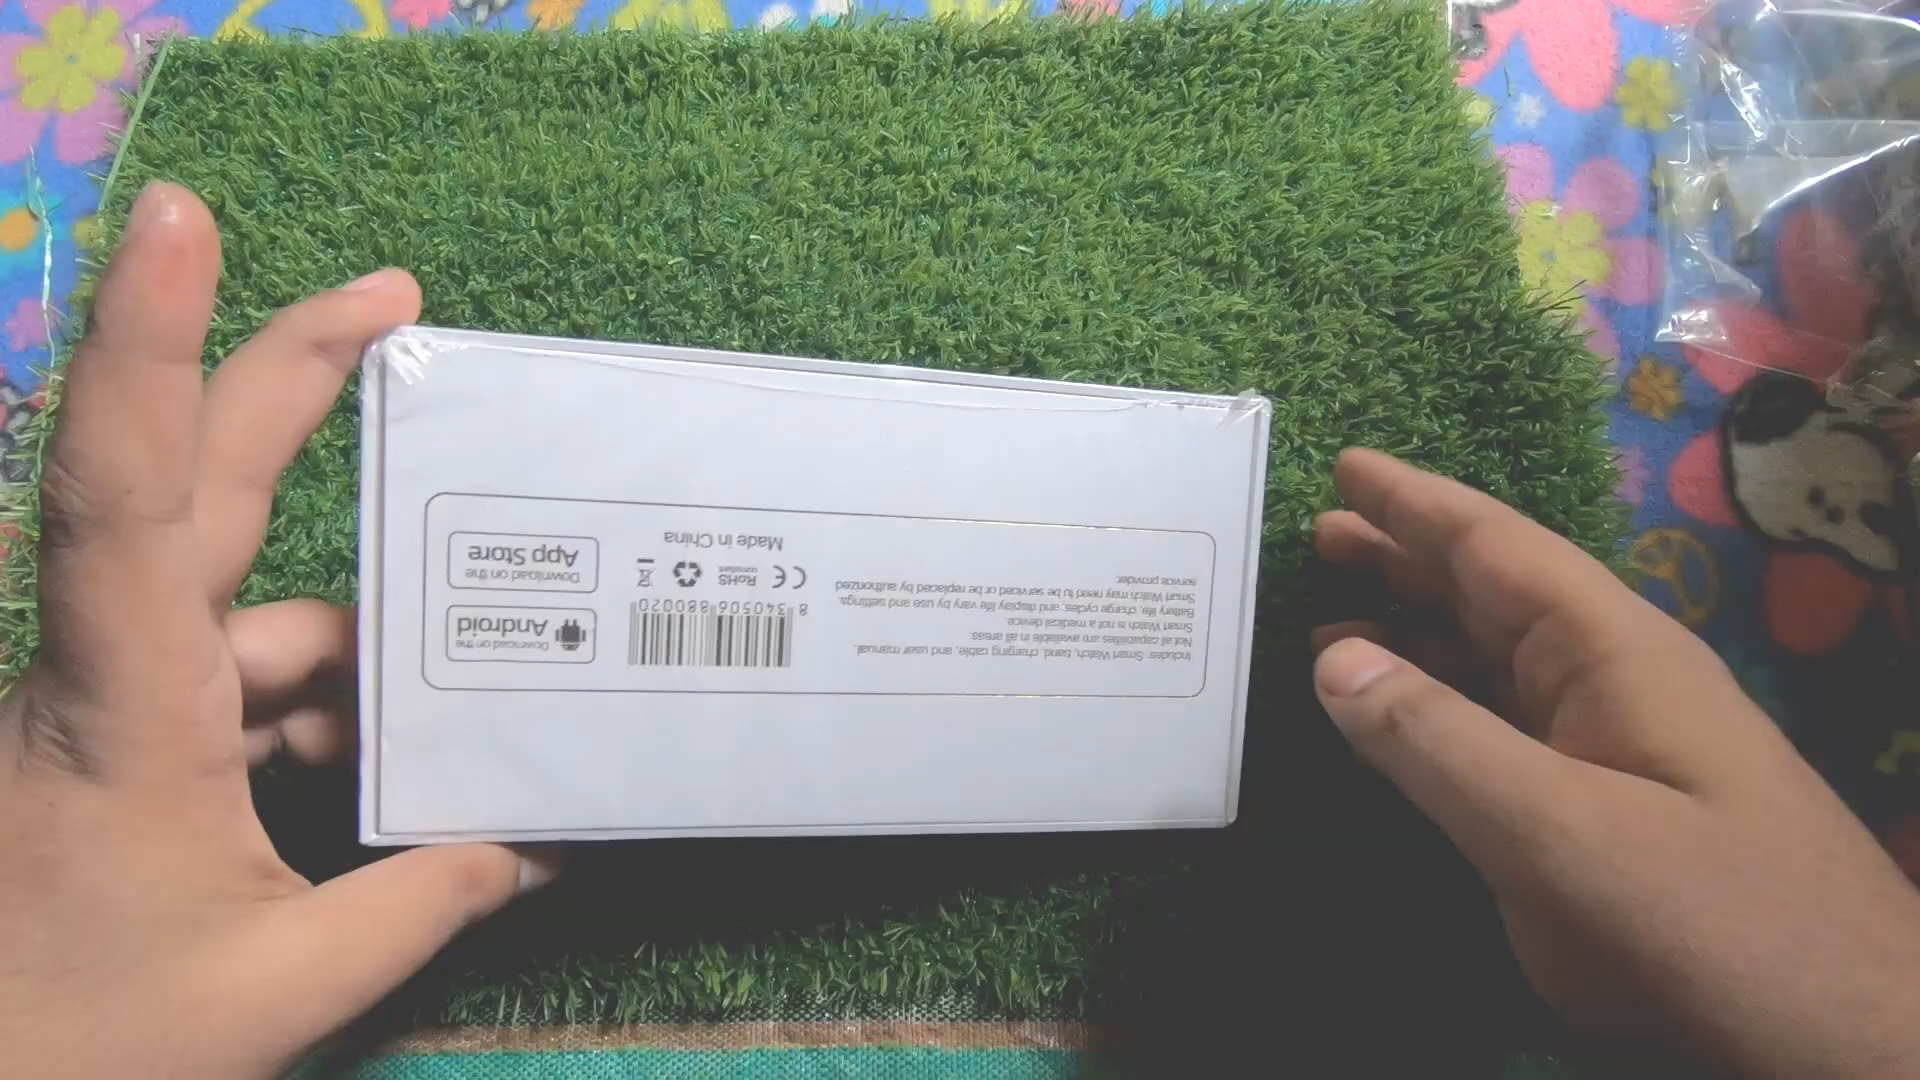 Includes: Smart Watch, band, charging cable, and user manual.
Not all capabilities are available in all areas.
Smart Watch is not a medical device.
Battery life, charge cycles, and display life vary by use and settings.
Smart Watch may need to be serviced or be replaced by authorized
service provider.
8 340506 880020
CE RoHS
compliant
Made in China
Download on the
Android
Download on the
App Store